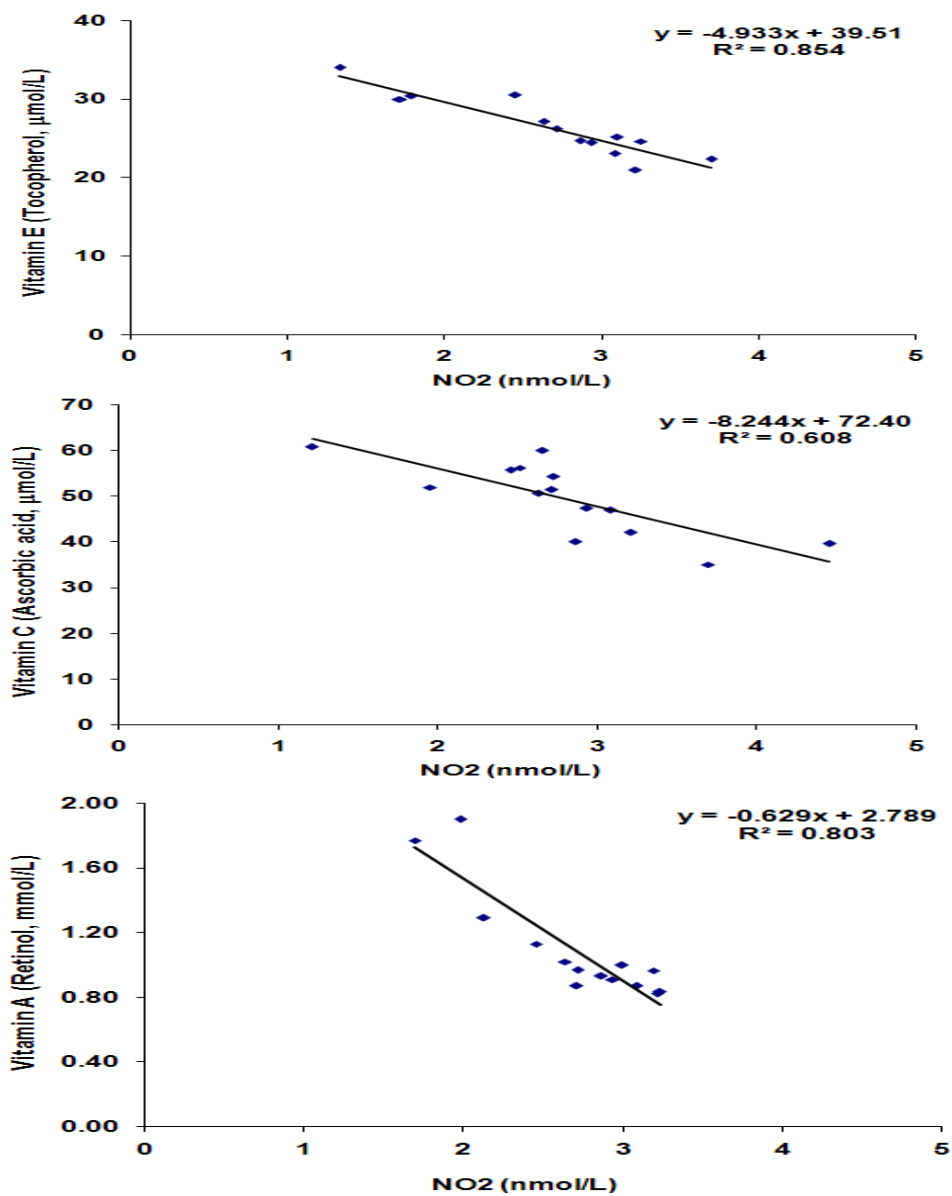 y = -4.933x + 39.51
R² = 0.854
Vitamin E (Tocopherol, µmol/L)
40
30
20
10
0
0 1 2 3 4 5
NO2 (nmol/L)
y = -8.244x + 72.40
R² = 0.608
Vitamin C (Ascorbic acid, µmol/L)
70
60
50
40
30
20
10
0
0 1 2 3 4 5
NO2 (nmol/L)
y = -0.629x + 2.789
R² = 0.803
Vitamin A (Retinol, mmol/L)
2.00
1.60
1.20
0.80
0.40
0.00
0 1 2 3 4 5
NO2 (nmol/L)